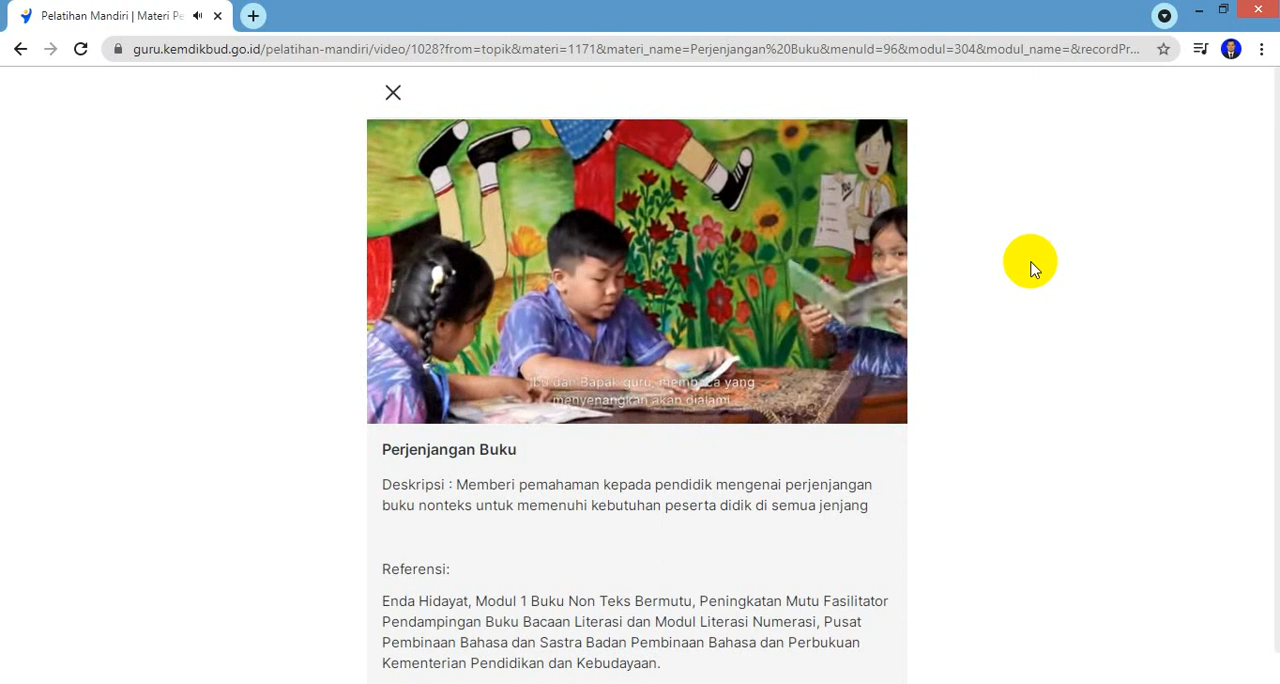 Pelatihan Mandiri | Materi Pe
guru.kemdikbud.go.id/pelatihan-mandiri/video/1028?from=topik&materi=1171&materi_name=Perjenjangan%20Buku&menuId=96&modul=304&modul_name=&recordPr...
Ibu dan Bapak guru, membaca yang
menyenangkan akan dialami
Perjenjangan Buku
Deskripsi : Memberi pemahaman kepada pendidik mengenai perjenjangan
buku nonteks untuk memenuhi kebutuhan peserta didik di semua jenjang
Referensi:
Enda Hidayat, Modul 1 Buku Non Teks Bermutu, Peningkatan Mutu Fasilitator
Pendampingan Buku Bacaan Literasi dan Modul Literasi Numerasi, Pusat
Pembinaan Bahasa dan Sastra Badan Pembinaan Bahasa dan Perbukuan
Kementerian Pendidikan dan Kebudayaan.